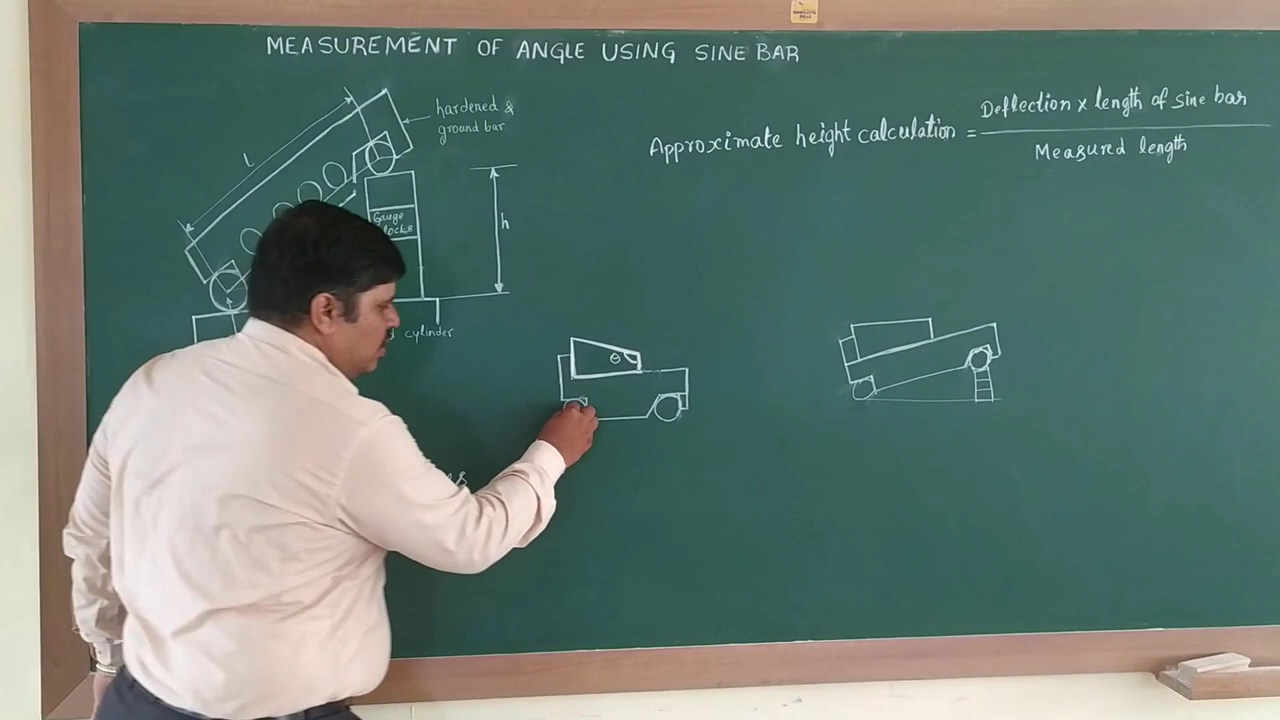 MEASUREMENT OF ANGLE USING SINE BAR
hardened &
ground bar
l
Approximate height calculation = Deflection x length of sine bar
Measured length
Gauge
h
cylinder
θ